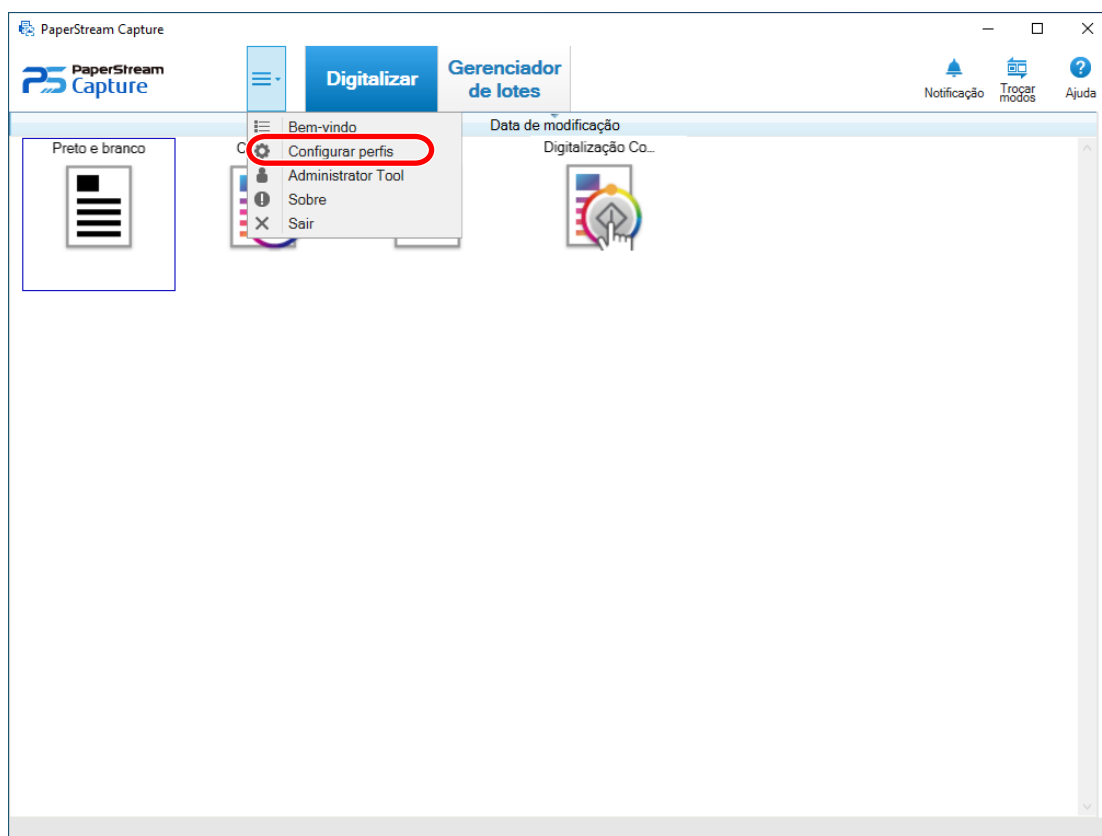 PaperStream Capture
PaperStream
Capture
Digitalizar
Gerenciador
de lotes
Notificação
Trocar
modos
Ajuda
Data de modificação
Bem-vindo
Configurar perfis
Administrator Tool
Sobre
Sair
Preto e branco
Digitalização Co...